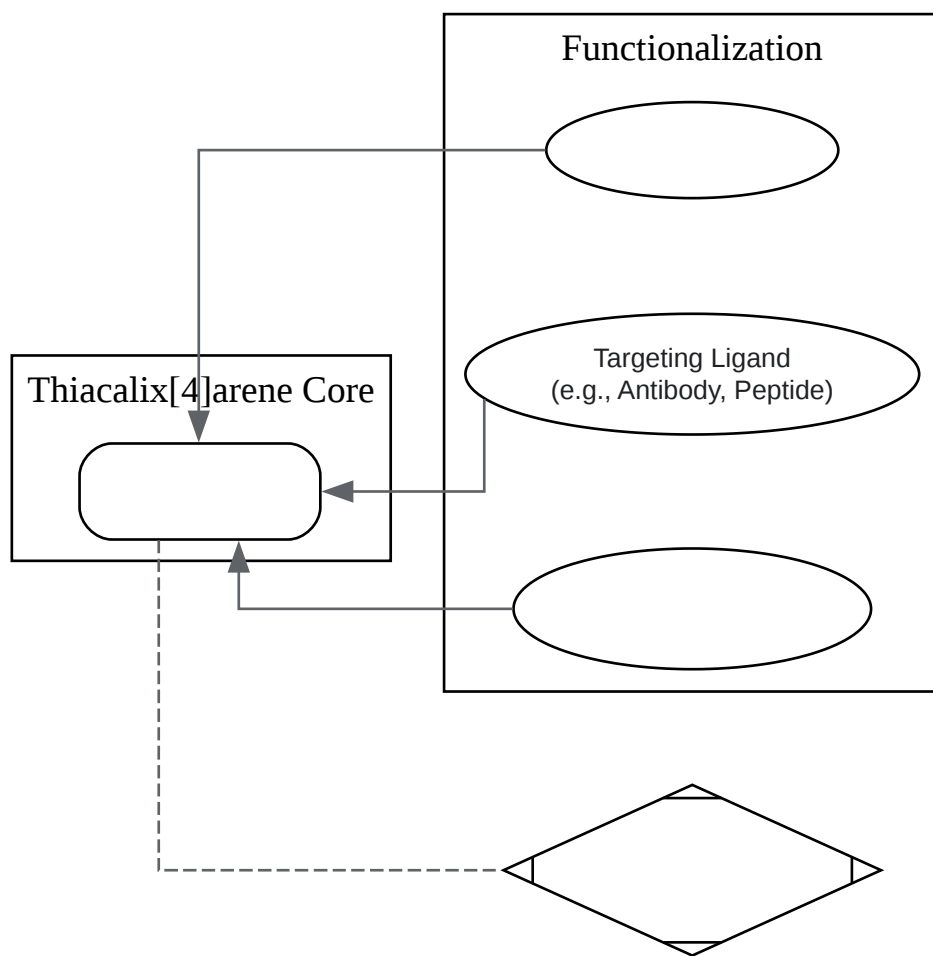 Functionalization
Targeting Ligand
(e.g., Antibody, Peptide)
Thiacalix[4]arene Core